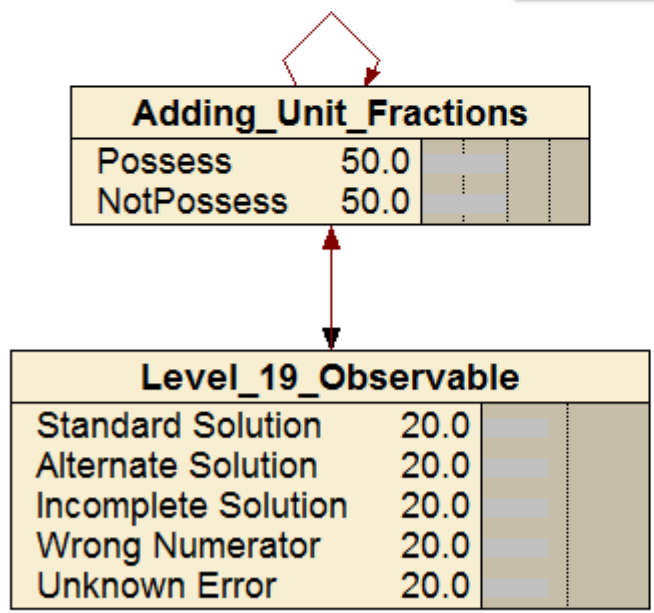 Adding_Unit_Fractions
Possess 50.0
NotPossess 50.0
Level_19_Observable
Standard Solution 20.0
Alternate Solution 20.0
Incomplete Solution 20.0
Wrong Numerator 20.0
Unknown Error 20.0